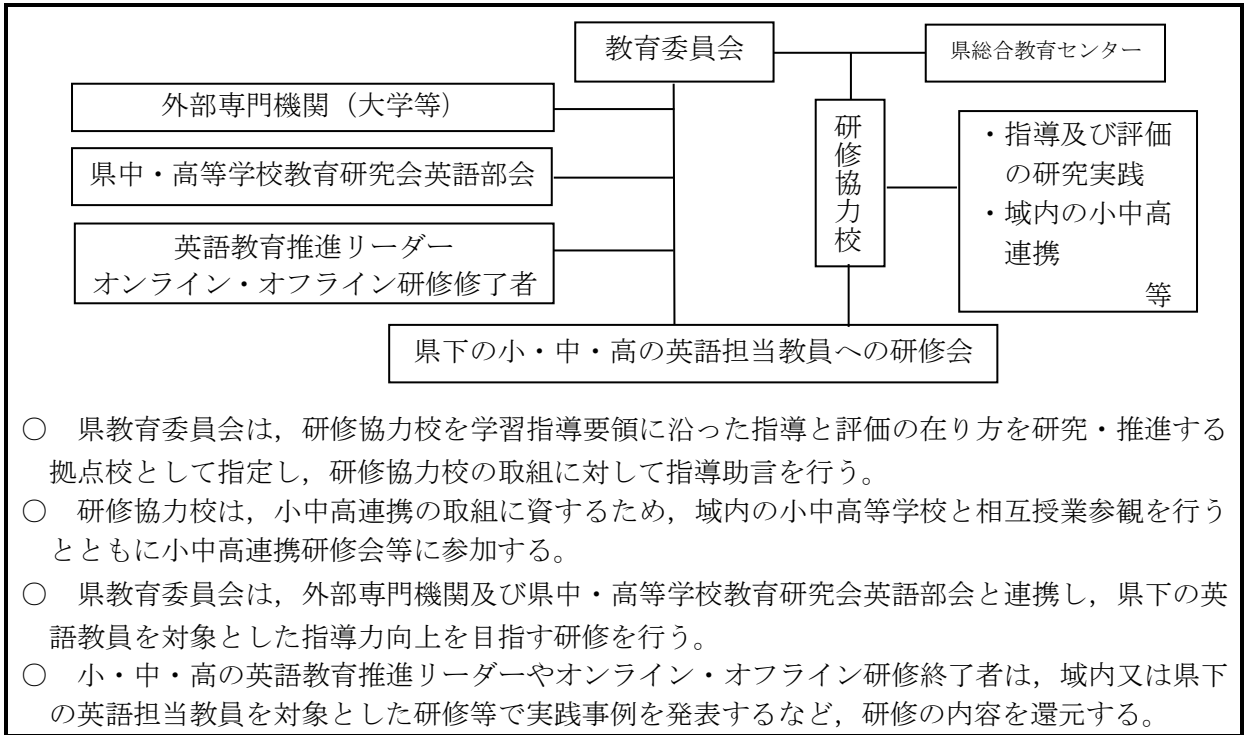 教育委員会
県総合教育センター
外部専門機関（大学等）
県中・高等学校教育研究会英語部会
英語教育推進リーダー
オンライン・オフライン研修修了者
研修協力校
・指導及び評価
の研究実践
・域内の小中高
連携
等
県下の小・中・高の英語担当教員への研修会
○　県教育委員会は，研修協力校を学習指導要領に沿った指導と評価の在り方を研究・推進する
拠点校として指定し，研修協力校の取組に対して指導助言を行う。
○　研修協力校は，小中高連携の取組に資するため，域内の小中高等学校と相互授業参観を行う
とともに小中高連携研修会等に参加する。
○　県教育委員会は，外部専門機関及び県中・高等学校教育研究会英語部会と連携し，県下の英
語教員を対象とした指導力向上を目指す研修を行う。
○　小・中・高の英語教育推進リーダーやオンライン・オフライン研修終了者は，域内又は県下
の英語担当教員を対象とした研修等で実践事例を発表するなど，研修の内容を還元する。